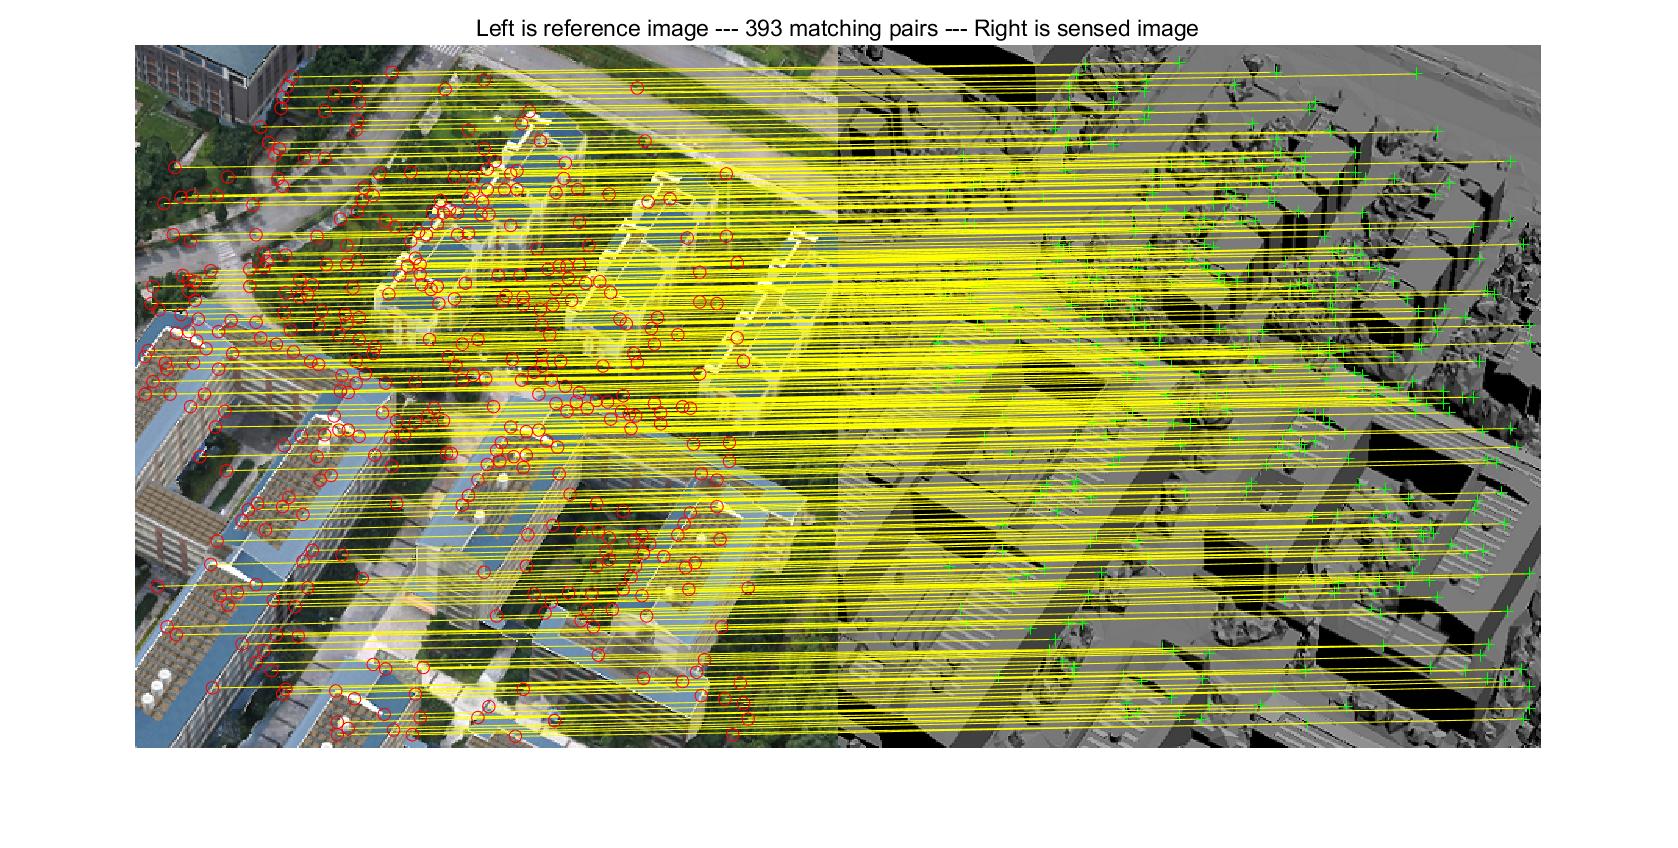 Left is reference image --- 393 matching pairs --- Right is sensed image